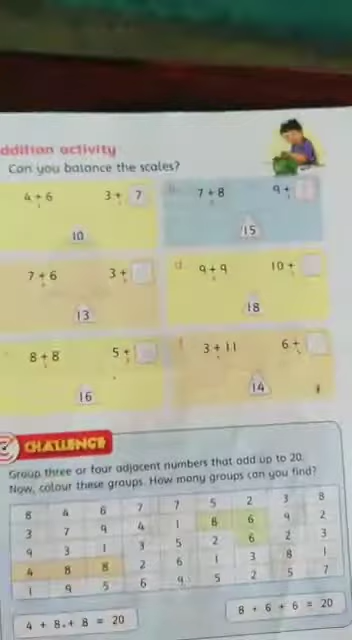 ddition activity
Can you balance the scales?
4 + 6 3 + 7
10
7 + 8 9 +
15
7 + 6 3 +
13
d 9 + 9 10 +
18
8 + 8 5 +
16
3 + 11 6 +
14
CHALLENGE
Group three or four adjacent numbers that add up to 20.
Now, colour these groups. How many groups can you find?
8 4 6 7 7 5 2 3 8
3 7 9 4 1 8 6 9 2
9 3 1 3 5 2 6 2 3
4 8 8 2 6 1 3 8 1
1 9 5 6 9 5 2 5 7
4 + 8 + 8 = 20
8 + 6 + 6 = 20